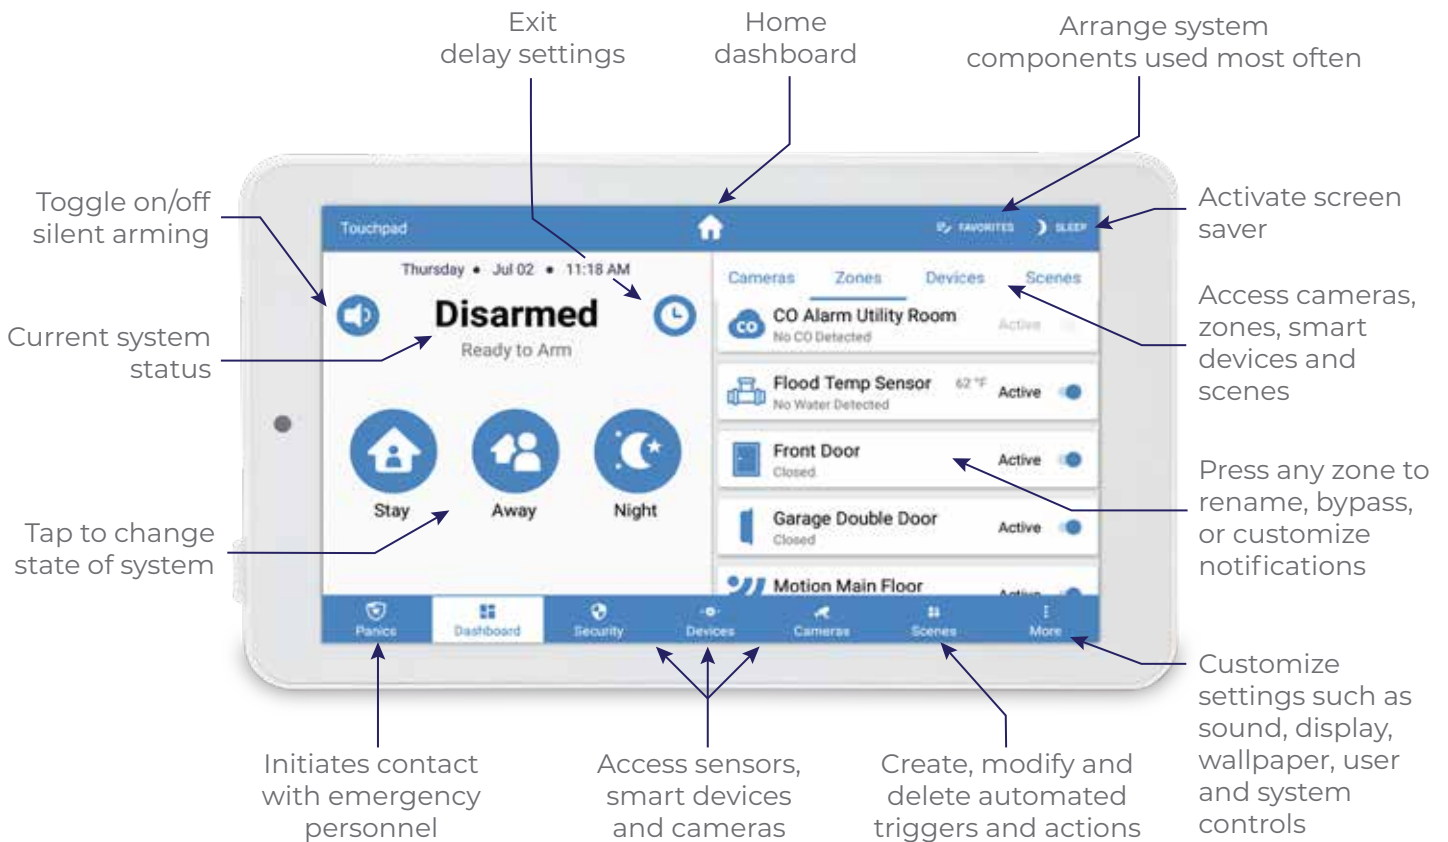 Exit
delay settings
Home
dashboard
Arrange system
components used most often
Toggle on/off
silent arming
Current system
status
Tap to change
state of system
Touchpad
FAVORITES
SLEEP
Thursday • Jul 02 • 11:18 AM
Disarmed
Ready to Arm
Stay
Away
Night
Cameras
Zones
Devices
Scenes
CO
CO Alarm Utility Room
No CO Detected
Active
Flood Temp Sensor
No Water Detected
62 °F
Active
Front Door
Closed
Active
Garage Double Door
Closed
Active
Motion Main Floor
Active
Panics
Dashboard
Security
Devices
Cameras
Scenes
More
Activate screen
saver
Access cameras,
zones, smart
devices and
scenes
Press any zone to
rename, bypass,
or customize
notifications
Customize
settings such as
sound, display,
wallpaper, user
and system
controls
Initiates contact
with emergency
personnel
Access sensors,
smart devices
and cameras
Create, modify and
delete automated
triggers and actions